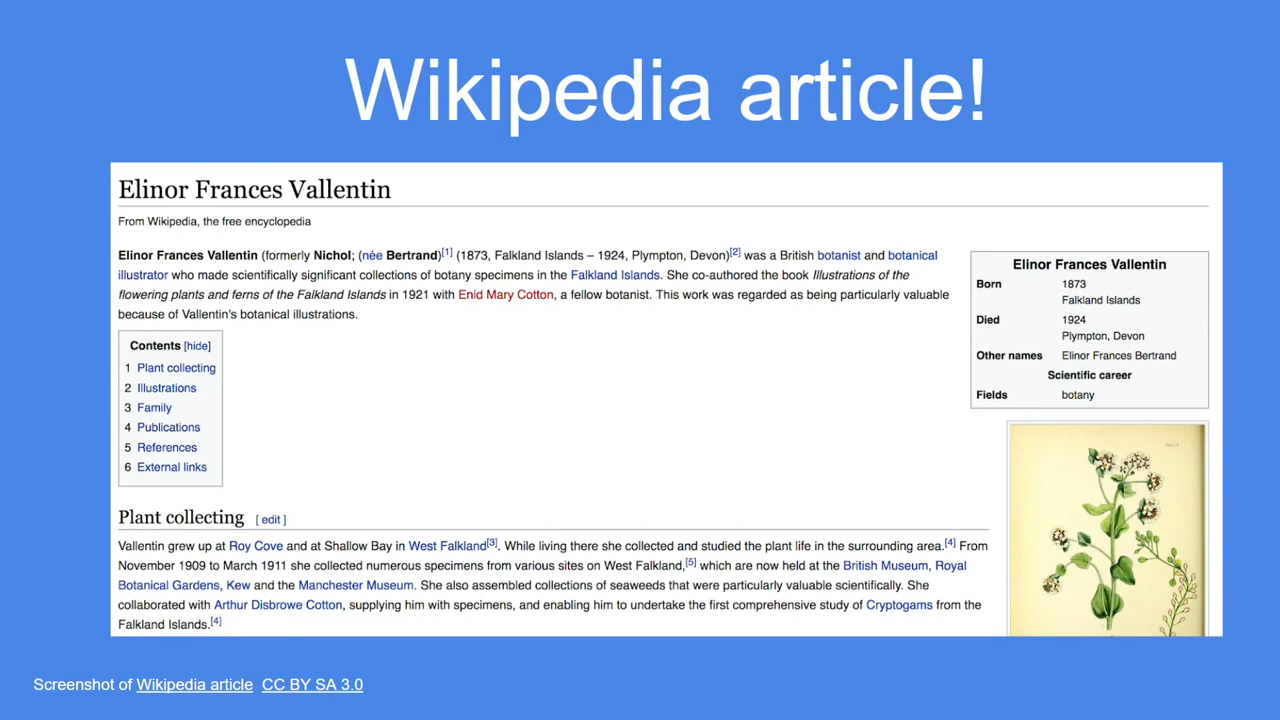 Wikipedia article!
Elinor Frances Vallentin
From Wikipedia, the free encyclopedia
Elinor Frances Vallentin (formerly Nichol; (née Bertrand)[1] (1873, Falkland Islands – 1924, Plympton, Devon)[2] was a British botanist and botanical
illustrator who made scientifically significant collections of botany specimens in the Falkland Islands. She co-authored the book Illustrations of the
flowering plants and ferns of the Falkland Islands in 1921 with Enid Mary Cotton, a fellow botanist. This work was regarded as being particularly valuable
because of Vallentin's botanical illustrations.
Elinor Frances Vallentin
Born 1873
Falkland Islands
Died 1924
Plympton, Devon
Other names Elinor Frances Bertrand
Scientific career
Fields botany
Contents [hide]
1 Plant collecting
2 Illustrations
3 Family
4 Publications
5 References
6 External links
Plant collecting [ edit ]
Vallentin grew up at Roy Cove and at Shallow Bay in West Falkland[3]. While living there she collected and studied the plant life in the surrounding area.[4] From
November 1909 to March 1911 she collected numerous specimens from various sites on West Falkland,[5] which are now held at the British Museum, Royal
Botanical Gardens, Kew and the Manchester Museum. She also assembled collections of seaweeds that were particularly valuable scientifically. She
collaborated with Arthur Disbrowe Cotton, supplying him with specimens, and enabling him to undertake the first comprehensive study of Cryptogams from the
Falkland Islands.[4]
Screenshot of Wikipedia article CC BY SA 3.0